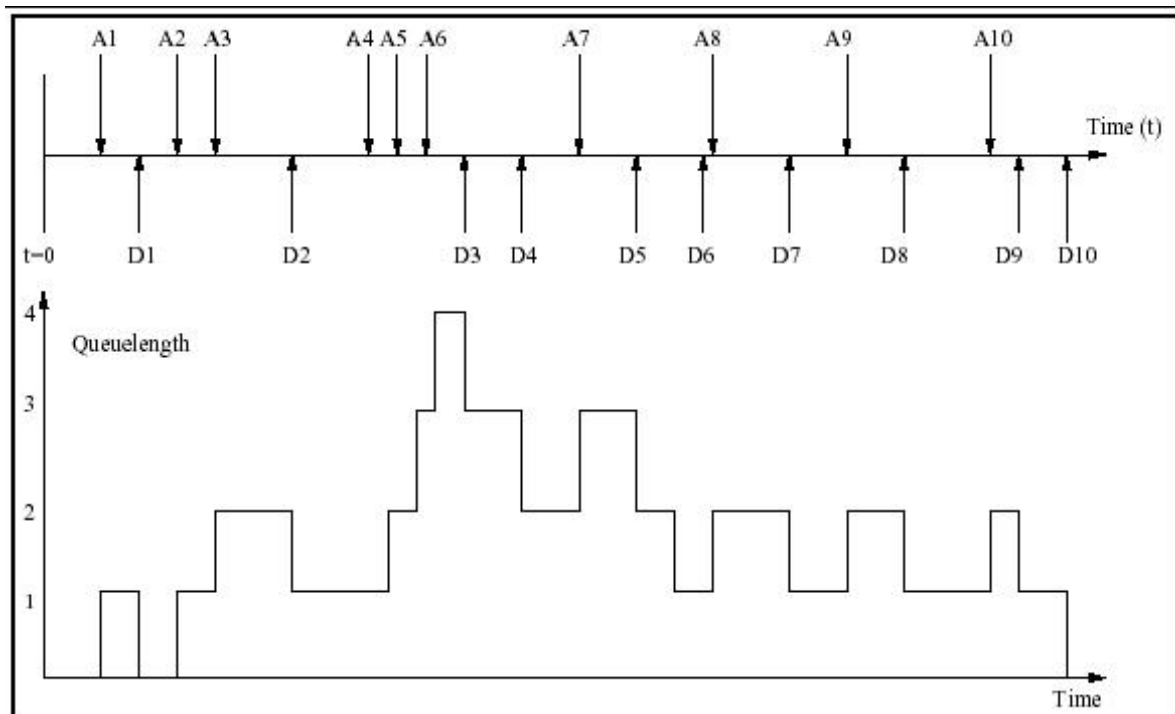 A1 A2 A3 A4 A5 A6 A7 A8 A9 A10
Time (t)
t=0 D1 D2 D3 D4 D5 D6 D7 D8 D9 D10
4
Queuelength
3
2
1
Time